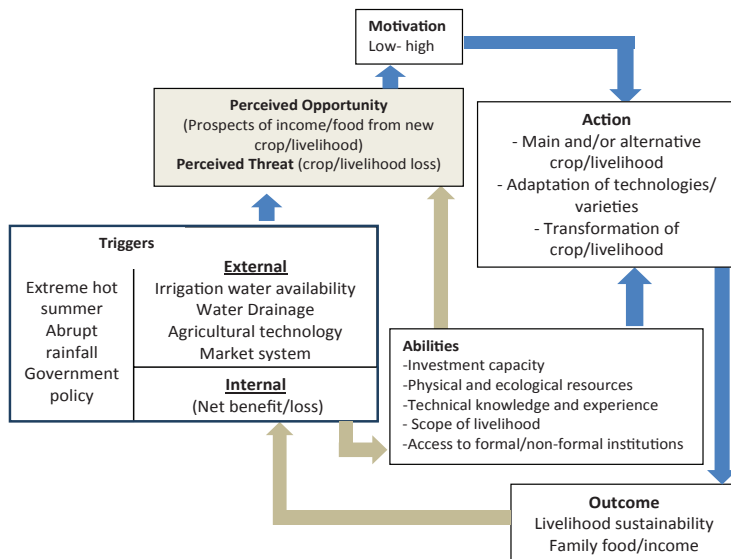 Motivation
Low- high
Perceived Opportunity
(Prospects of income/food from new
crop/livelihood)
Perceived Threat (crop/livelihood loss)
Action
- Main and/or alternative
crop/livelihood
- Adaptation of technologies/
varieties
- Transformation of
crop/livelihood
Triggers
Extreme hot
summer
Abrupt
rainfall
Government
policy
External
Irrigation water availability
Water Drainage
Agricultural technology
Market system
Internal
(Net benefit/loss)
Abilities
-Investment capacity
-Physical and ecological resources
-Technical knowledge and experience
- Scope of livelihood
-Access to formal/non-formal institutions
Outcome
Livelihood sustainability
Family food/income